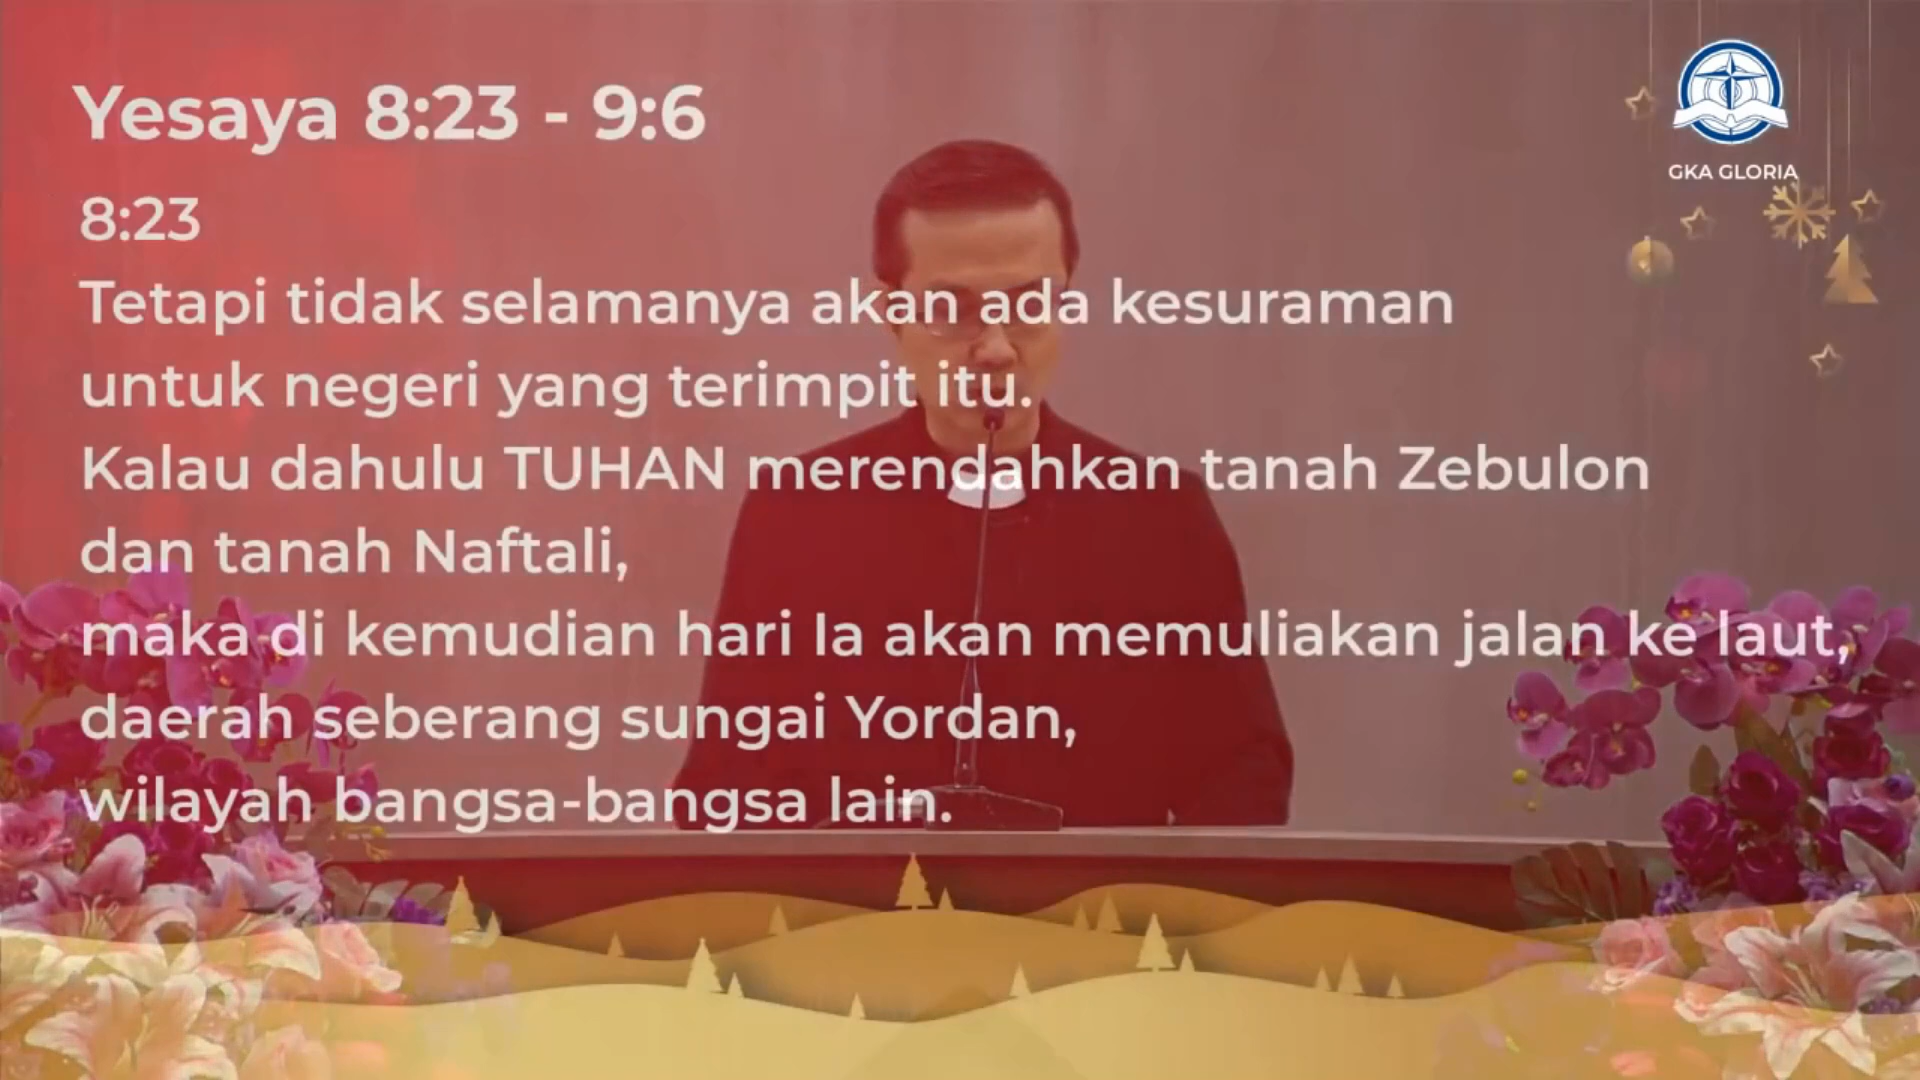 Yesaya 8:23 - 9:6
GKA GLORIA
8:23
Tetapi tidak selamanya akan ada kesuraman
untuk negeri yang terimpit itu.
Kalau dahulu TUHAN merendahkan tanah Zebulon
dan tanah Naftali,
maka di kemudian hari Ia akan memuliakan jalan ke laut,
daerah seberang sungai Yordan,
wilayah bangsa-bangsa lain.